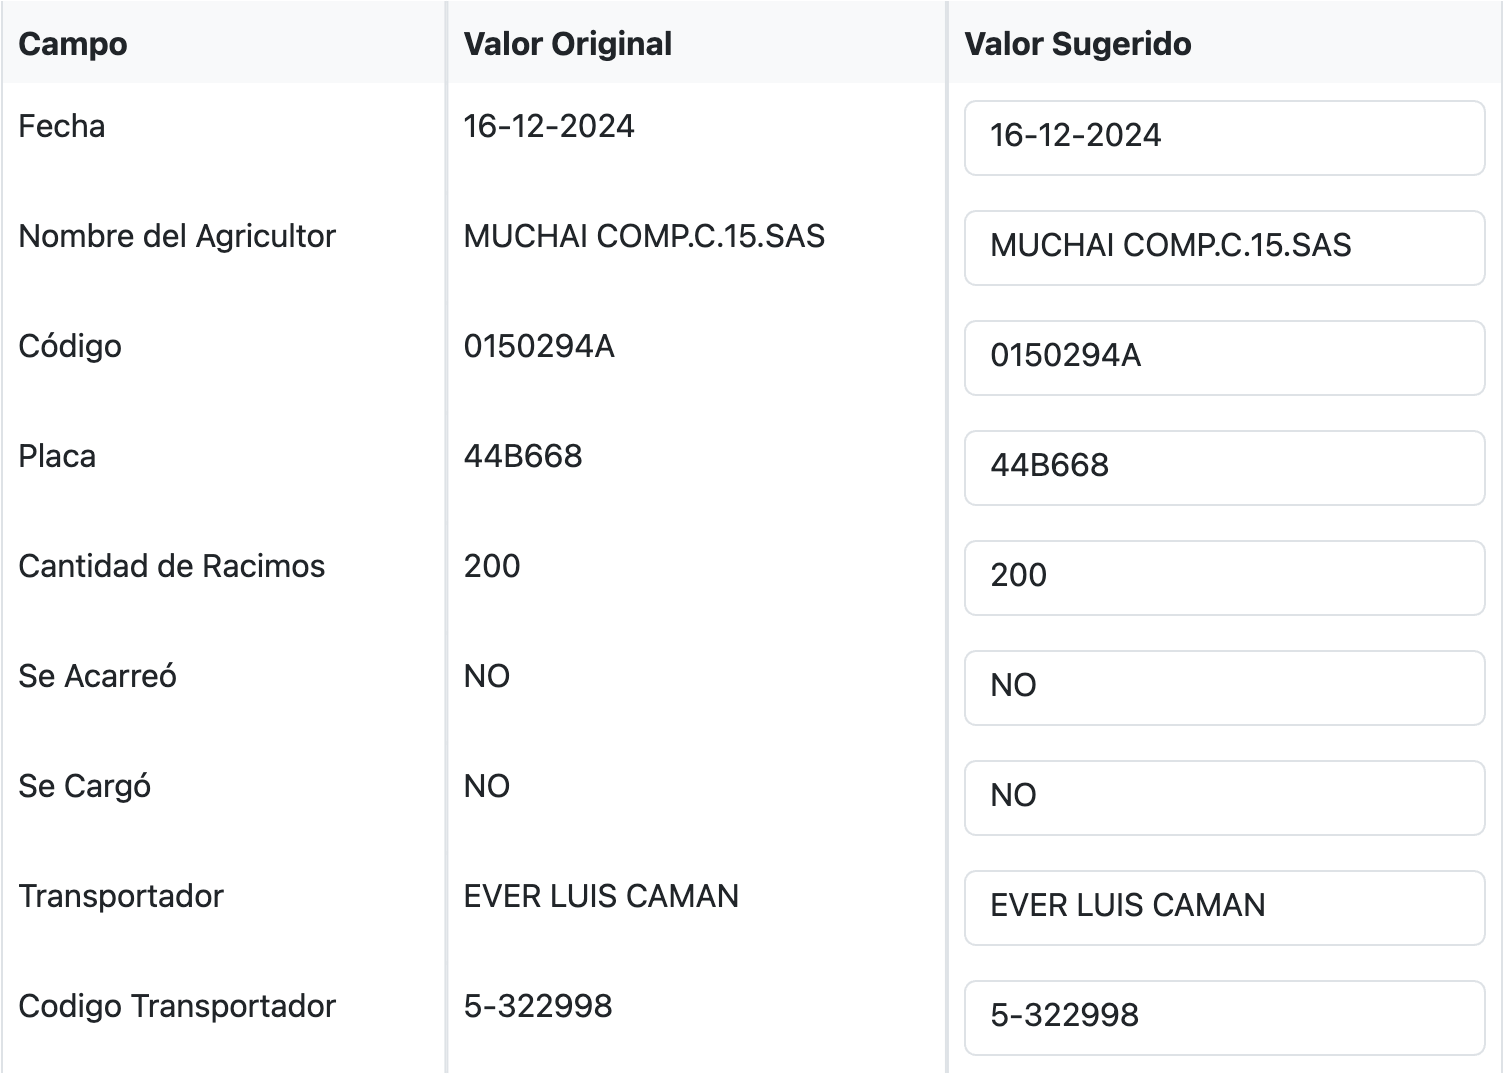 Campo Valor Original Valor Sugerido
Fecha 16-12-2024 16-12-2024
Nombre del Agricultor MUCHAI COMP.C.15.SAS MUCHAI COMP.C.15.SAS
Código 0150294A 0150294A
Placa 44B668 44B668
Cantidad de Racimos 200 200
Se Acarreó NO NO
Se Cargó NO NO
Transportador EVER LUIS CAMAN EVER LUIS CAMAN
Codigo Transportador 5-322998 5-322998